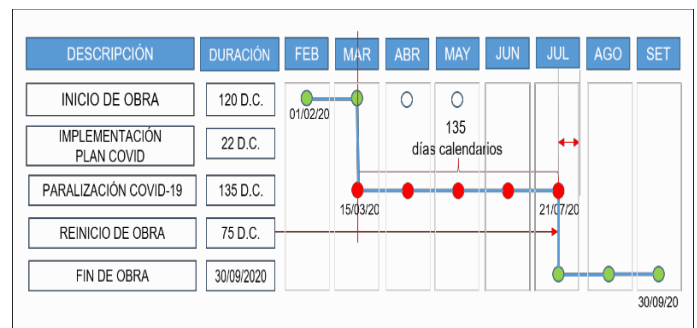 DESCRIPCIÓN DURACIÓN FEB MAR ABR MAY JUN JUL AGO SET
INICIO DE OBRA 120 D.C.
01/02/20
IMPLEMENTACIÓN
PLAN COVID
22 D.C.
135
días calendarios
PARALIZACIÓN COVID-19 135 D.C.
15/03/20 21/07/20
REINICIO DE OBRA 75 D.C.
FIN DE OBRA 30/09/2020
30/09/20